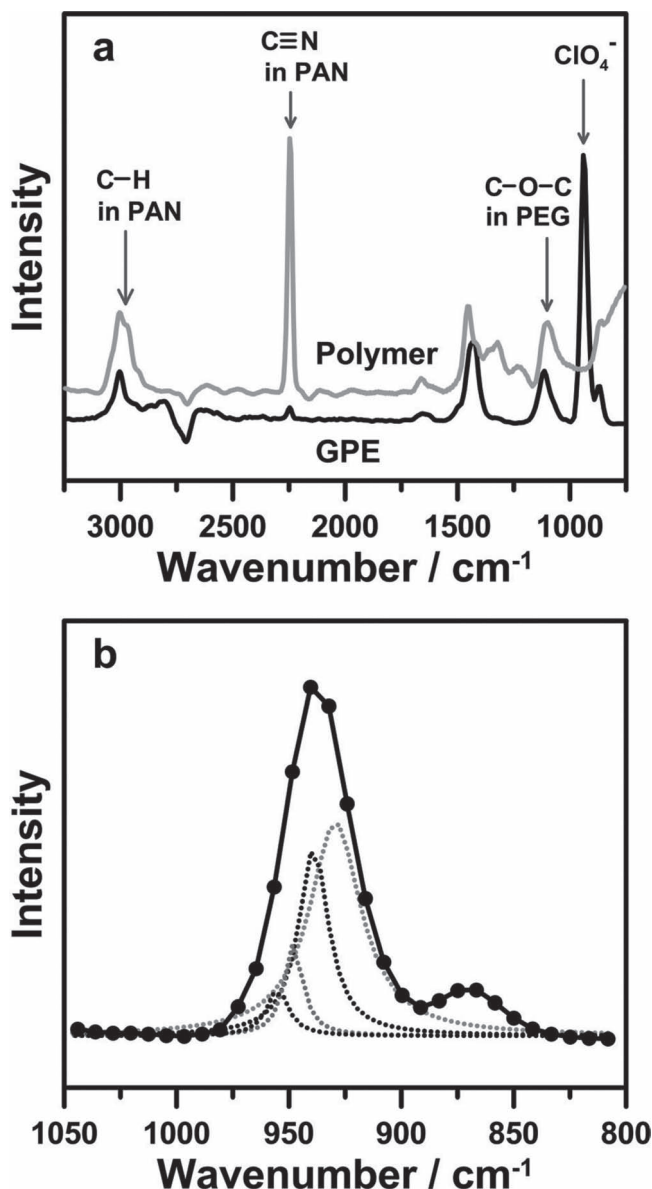 a
C≡N
in PAN
ClO₄⁻
C–H
in PAN
C–O–C
in PEG
Intensity
Polymer
GPE
3000 2500 2000 1500 1000
Wavenumber / cm⁻¹
b
Intensity
1050 1000 950 900 850 800
Wavenumber / cm⁻¹